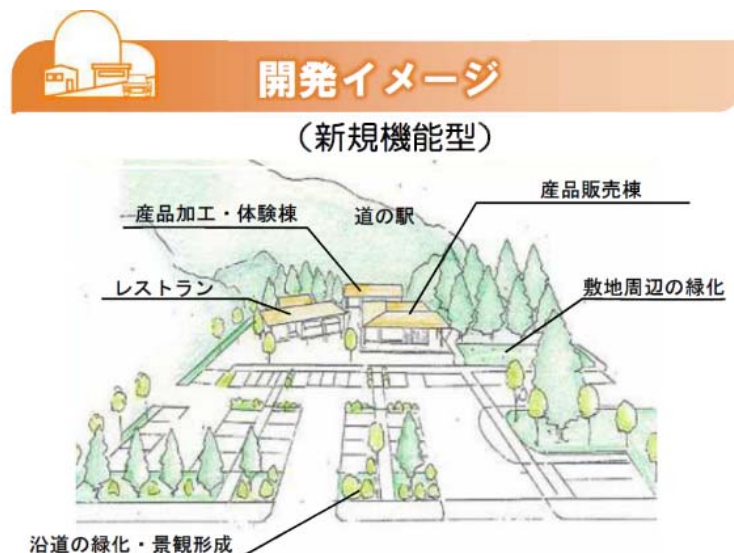 開発イメージ
（新規機能型）
産品販売棟
産品加工・体験棟
道の駅
レストラン
敷地周辺の緑化
沿道の緑化・景観形成